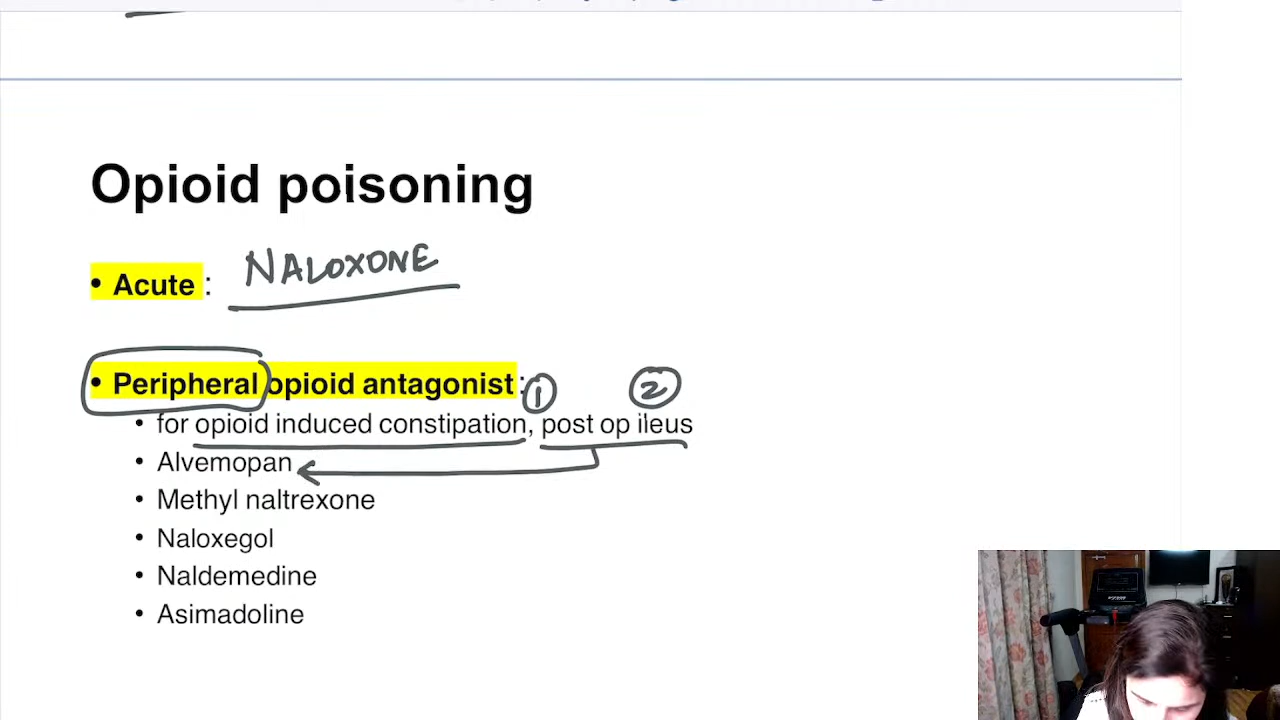 Opioid poisoning
• Acute : NALOXONE
• Peripheral opioid antagonist :
1 2
• for opioid induced constipation, post op ileus
• Alvemopan
• Methyl naltrexone
• Naloxegol
• Naldemedine
• Asimadoline